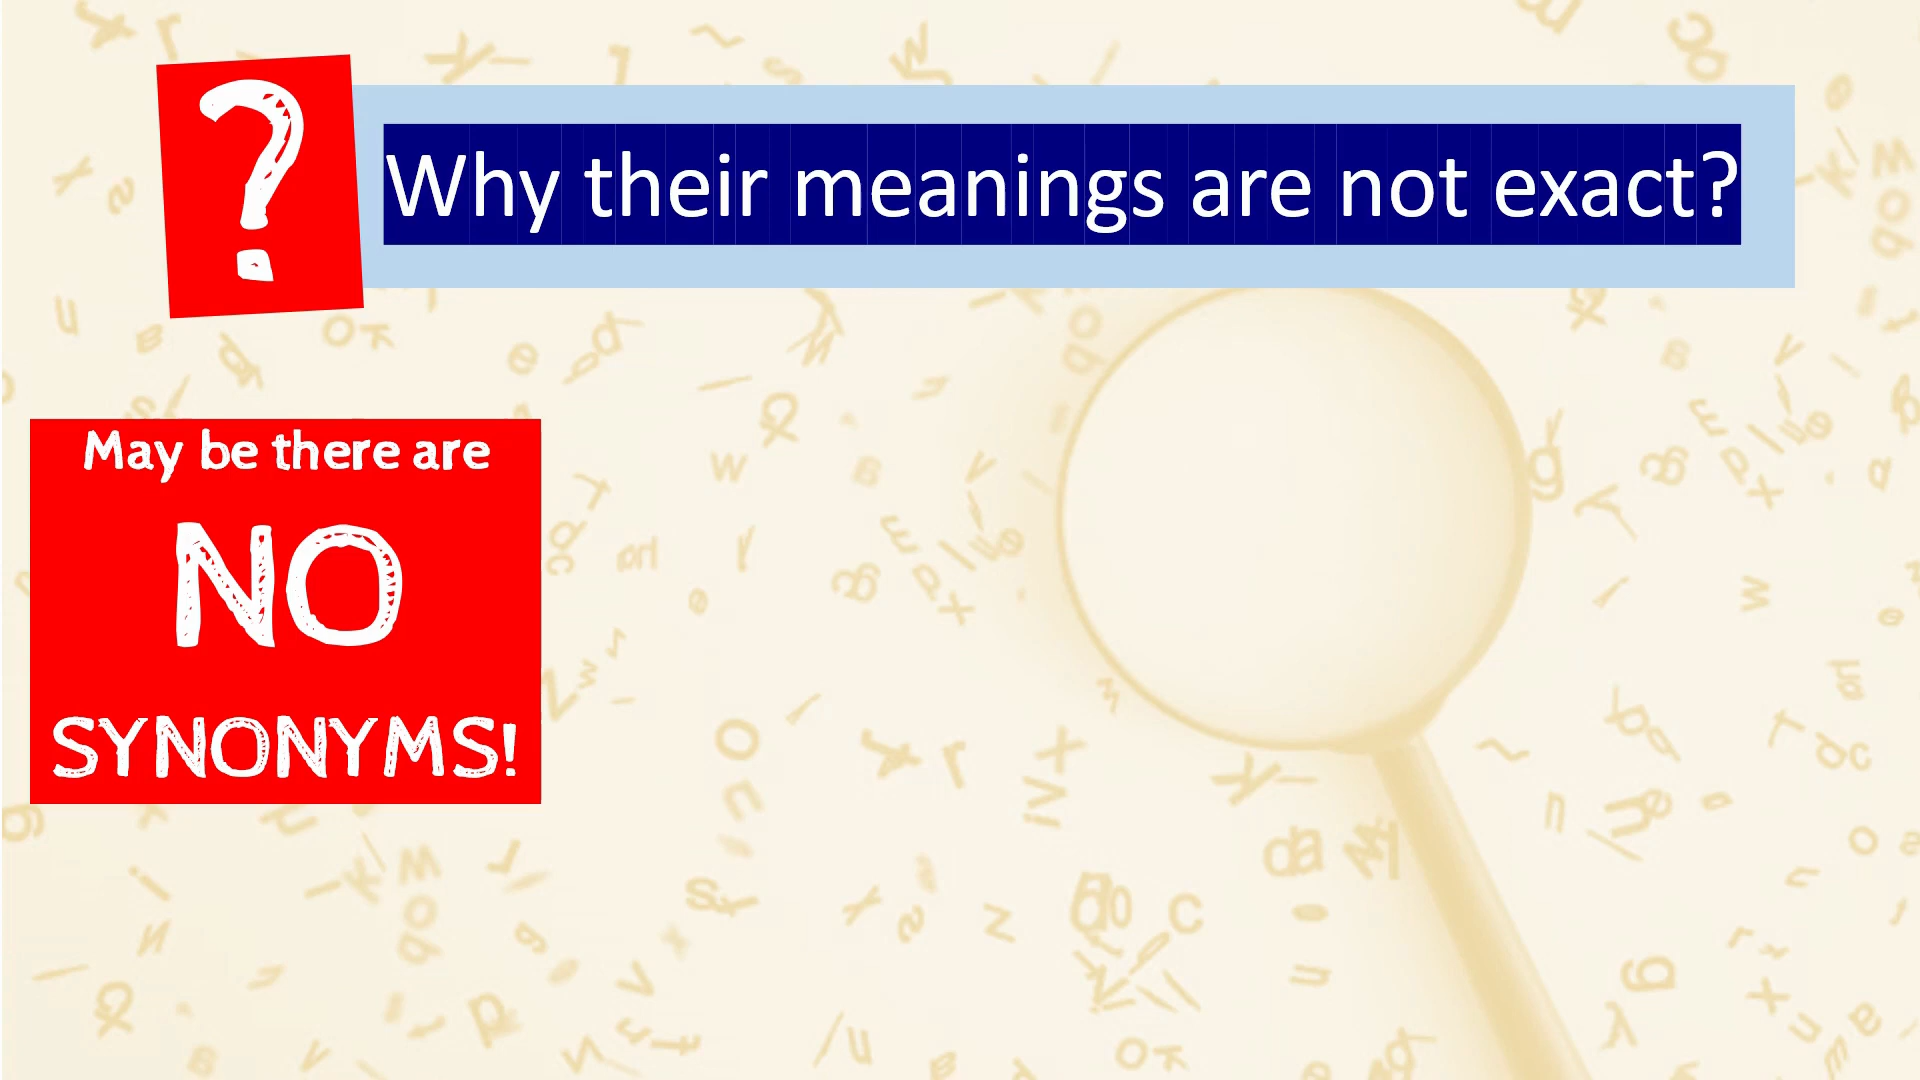 ?
Why their meanings are not exact?
May be there are
NO
SYNONYMS!